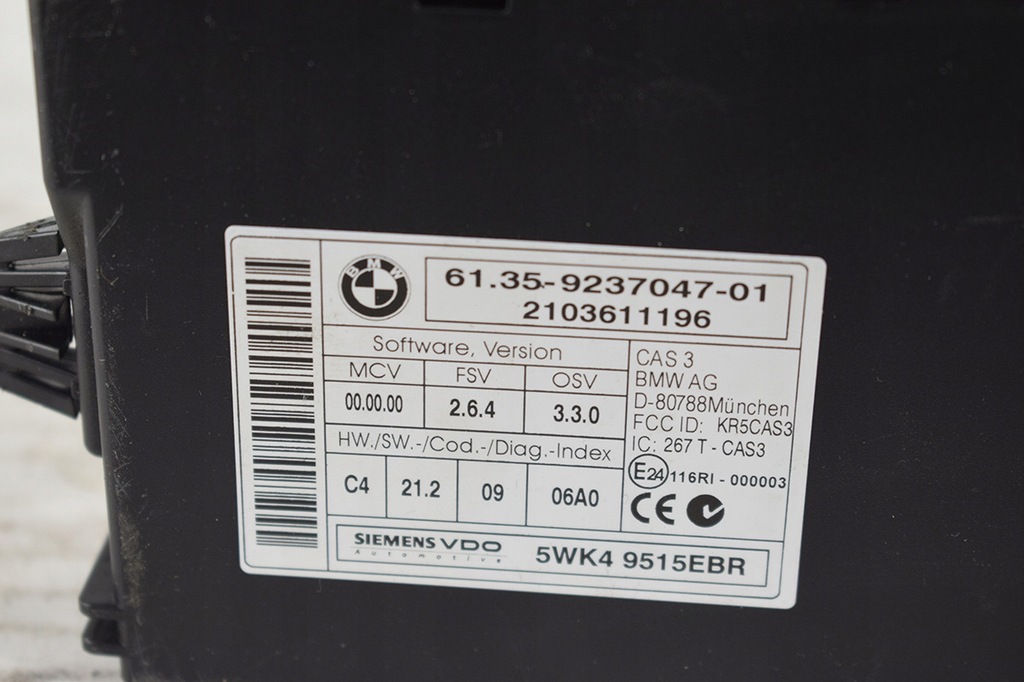 BMW
61.35-9237047-01
2103611196
Software, Version
MCV FSV OSV
00.00.00 2.6.4 3.3.0
HW./SW.-/Cod.-/Diag.-Index
C4 21.2 09 06A0
CAS 3
BMW AG
D-80788München
FCC ID: KR5CAS3
IC: 267 T - CAS3
E24 116RI - 000003
CE
SIEMENS VDO
Automotive
5WK4 9515EBR